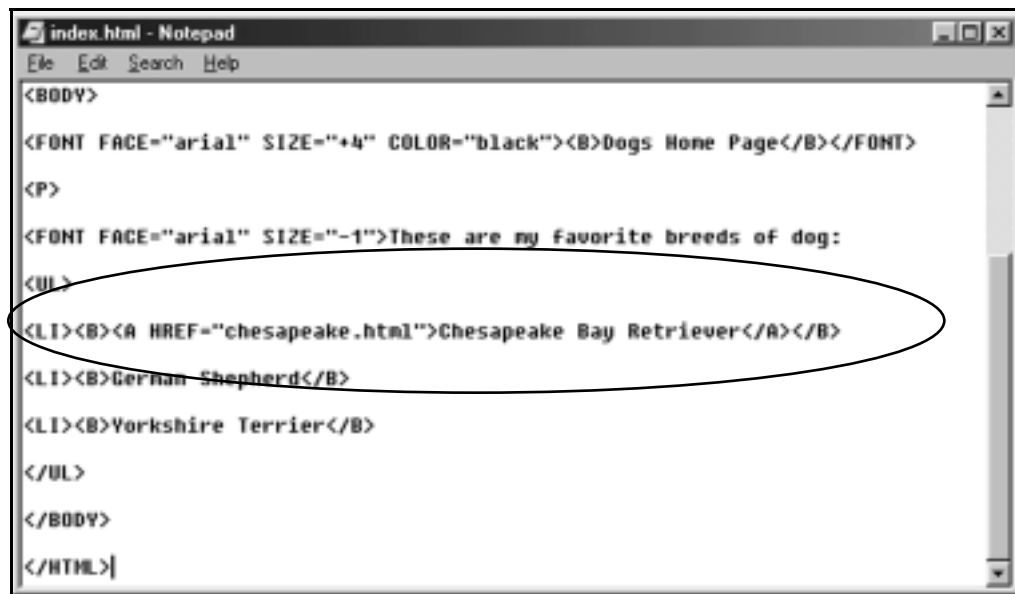 index.html - Notepad
File Edit Search Help
<BODY>
<FONT FACE="arial" SIZE="+4" COLOR="black"><B>Dogs Home Page</B></FONT>
<P>
<FONT FACE="arial" SIZE="-1">These are my favorite breeds of dog:
<UL>
<LI><B><A HREF="chesapeake.html">Chesapeake Bay Retriever</A></B>
<LI><B>German Shepherd</B>
<LI><B>Yorkshire Terrier</B>
</UL>
</BODY>
</HTML>